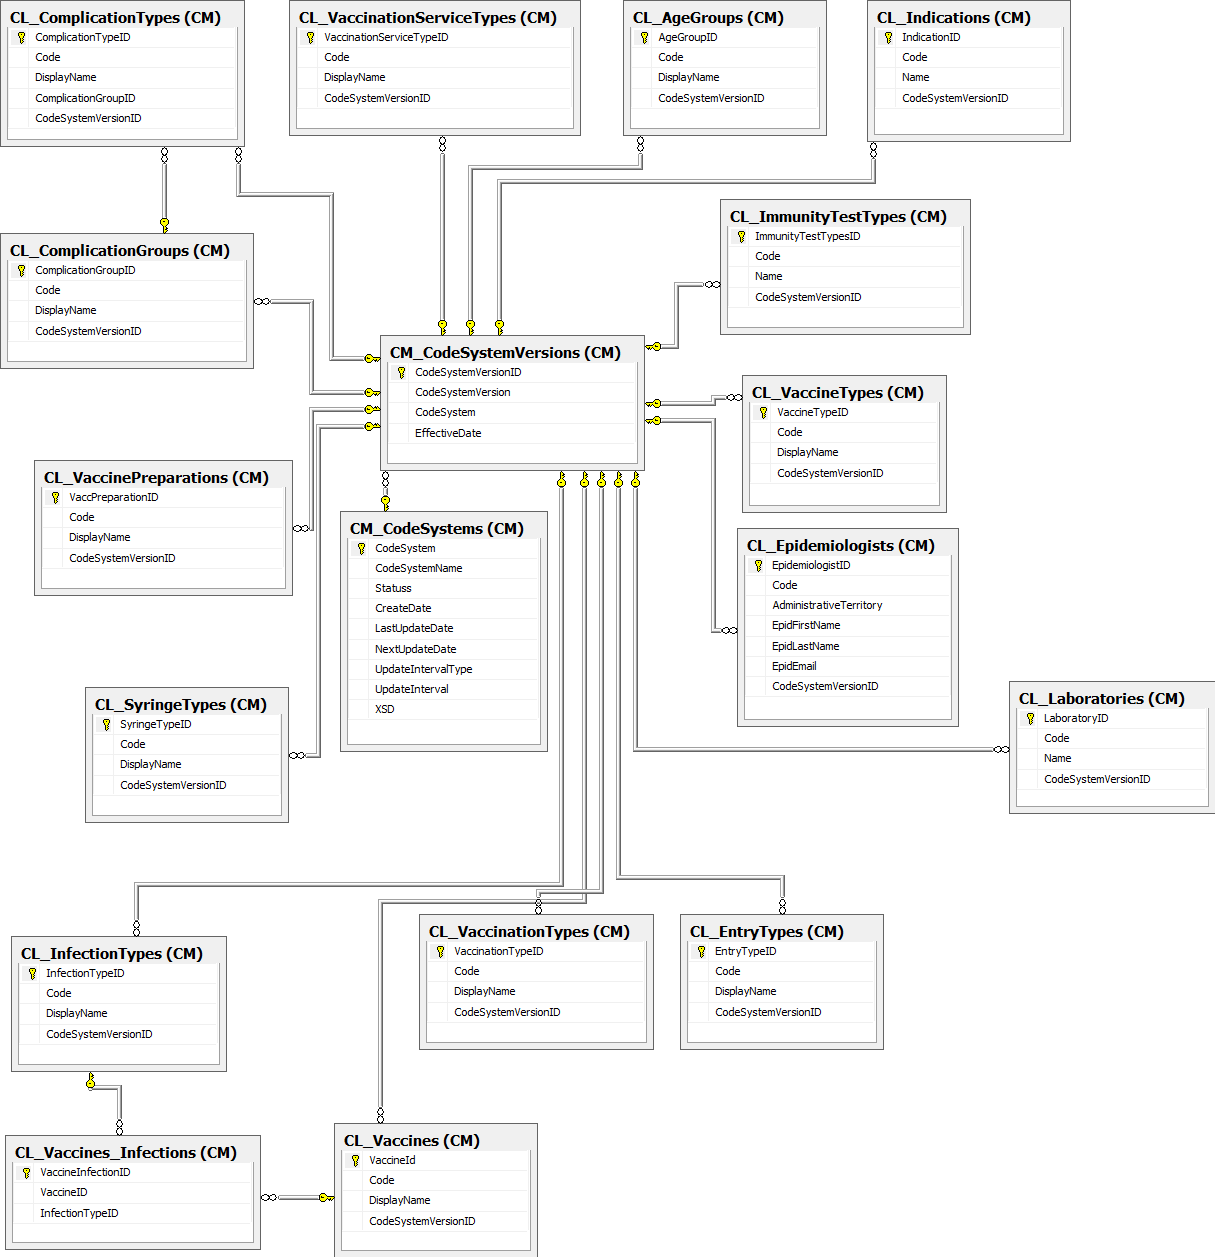 CL_ComplicationTypes (CM)
ComplicationTypeID
Code
DisplayName
ComplicationGroupID
CodeSystemVersionID
CL_VaccinationServiceTypes (CM)
VaccinationServiceTypeID
Code
DisplayName
CodeSystemVersionID
CL_AgeGroups (CM)
AgeGroupID
Code
DisplayName
CodeSystemVersionID
CL_Indications (CM)
IndicationID
Code
Name
CodeSystemVersionID
CL_ImmunityTestTypes (CM)
ImmunityTestTypesID
Code
Name
CodeSystemVersionID
CL_ComplicationGroups (CM)
ComplicationGroupID
Code
DisplayName
CodeSystemVersionID
CM_CodeSystemVersions (CM)
CodeSystemVersionID
CodeSystemVersion
CodeSystem
EffectiveDate
CL_VaccineTypes (CM)
VaccineTypeID
Code
DisplayName
CodeSystemVersionID
CL_VaccinePreparations (CM)
VaccPreparationID
Code
DisplayName
CodeSystemVersionID
CM_CodeSystems (CM)
CodeSystem
CodeSystemName
Statuss
CreateDate
LastUpdateDate
NextUpdateDate
UpdateIntervalType
UpdateInterval
XSD
CL_Epidemiologists (CM)
EpidemiologistID
Code
AdministrativeTerritory
EpidFirstName
EpidLastName
EpidEmail
CodeSystemVersionID
CL_SyringeTypes (CM)
SyringeTypeID
Code
DisplayName
CodeSystemVersionID
CL_Laboratories (CM)
LaboratoryID
Code
Name
CodeSystemVersionID
CL_InfectionTypes (CM)
InfectionTypeID
Code
DisplayName
CodeSystemVersionID
CL_VaccinationTypes (CM)
VaccinationTypeID
Code
DisplayName
CodeSystemVersionID
CL_EntryTypes (CM)
EntryTypeID
Code
DisplayName
CodeSystemVersionID
CL_Vaccines_Infections (CM)
VaccineInfectionID
VaccineID
InfectionTypeID
CL_Vaccines (CM)
VaccineId
Code
DisplayName
CodeSystemVersionID